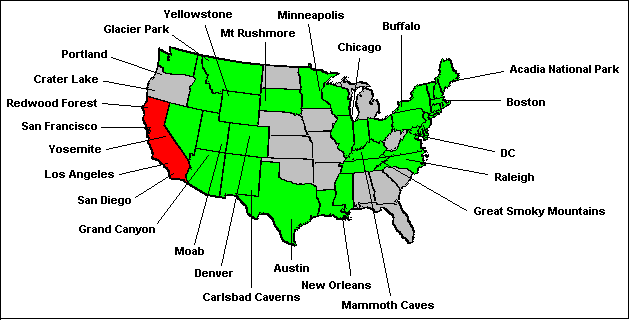 Yellowstone
Minneapolis
Glacier Park
Mt Rushmore
Buffalo
Chicago
Portland
Acadia National Park
Crater Lake
Redwood Forest
Boston
San Francisco
Yosemite
DC
Los Angeles
Raleigh
San Diego
Great Smoky Mountains
Grand Canyon
Moab
Denver
Austin
New Orleans
Carlsbad Caverns
Mammoth Caves